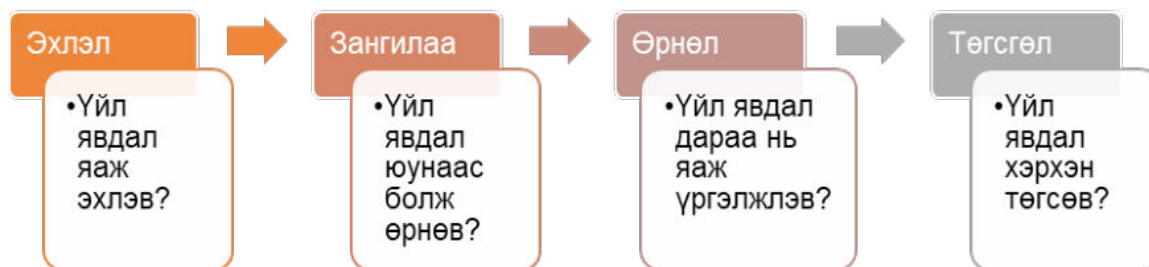 Эхлэл
•Үйл
явдал
яаж
эхлэв?
Зангилаа
•Үйл
явдал
юунаас
болж
өрнөв?
Өрнөл
•Үйл явдал
дараа нь
яаж
үргэлжлэв?
Төгсгөл
•Үйл
явдал
хэрхэн
төгсөв?